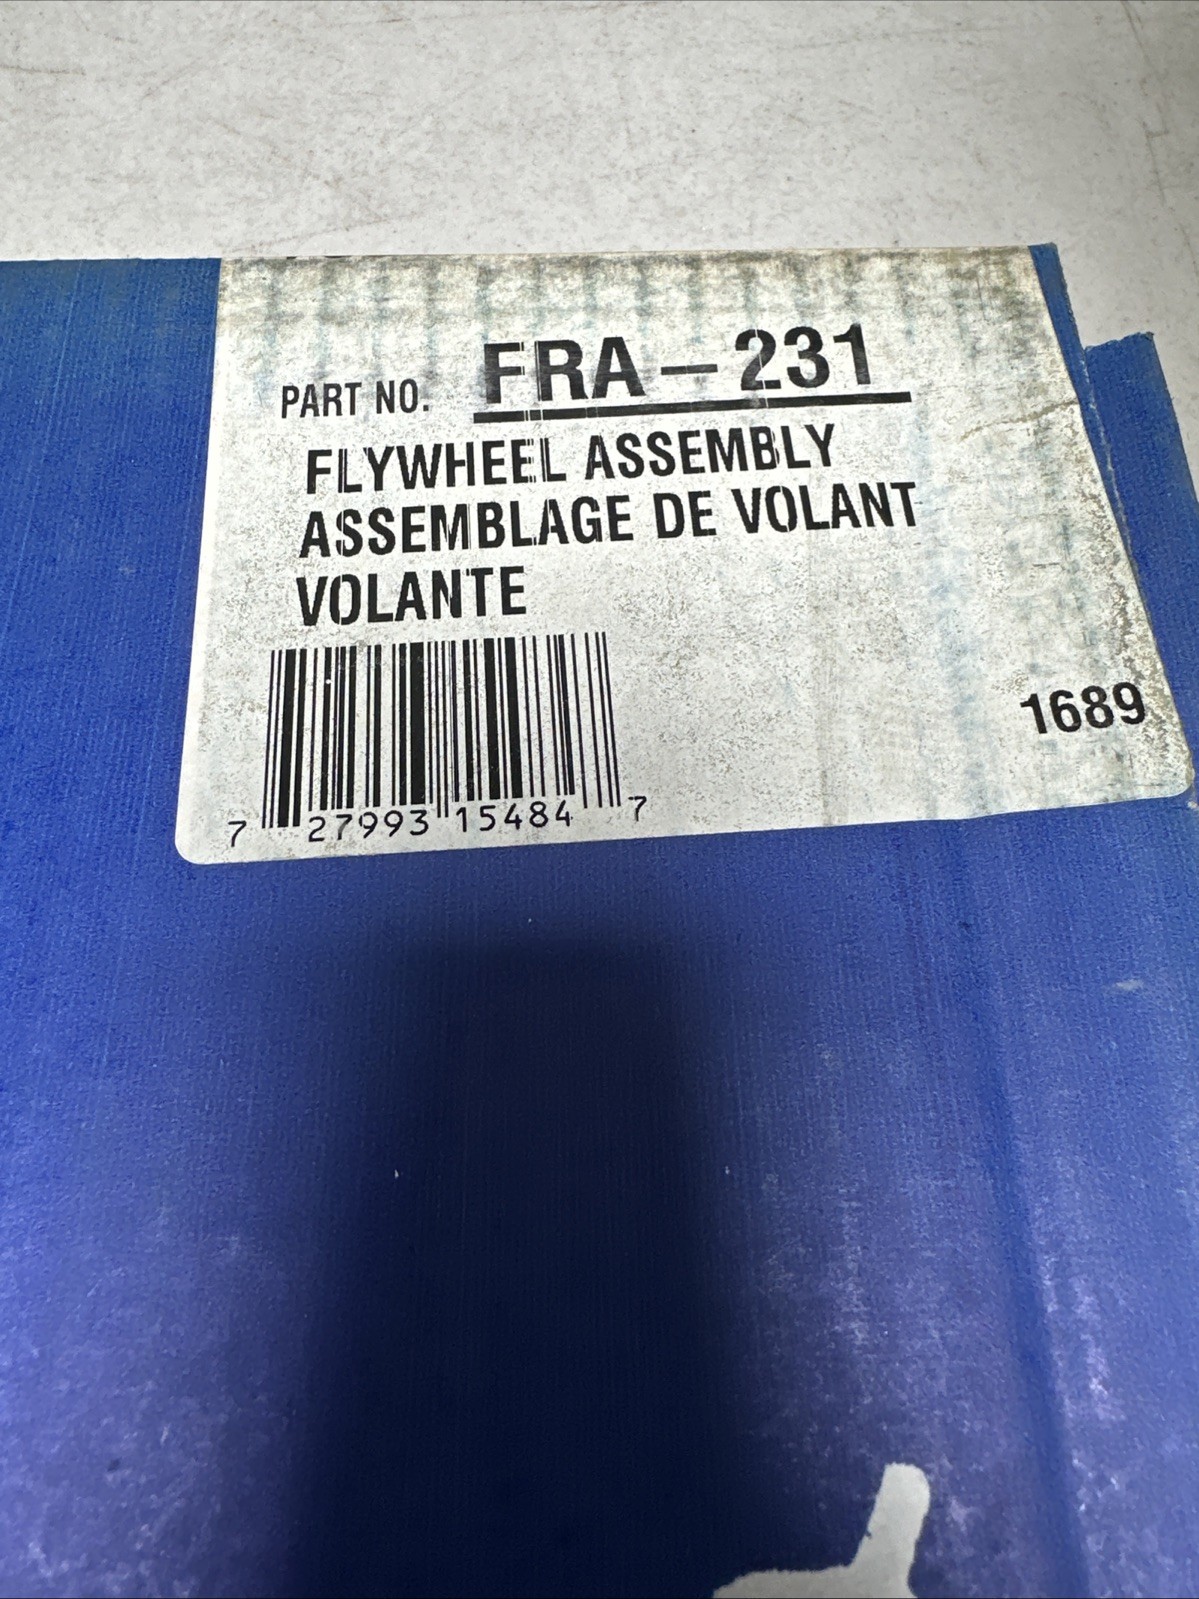 PART NO. FRA-231
FLYWHEEL ASSEMBLY
ASSEMBLAGE DE VOLANT
VOLANTE
1689
7 27993 15484 7